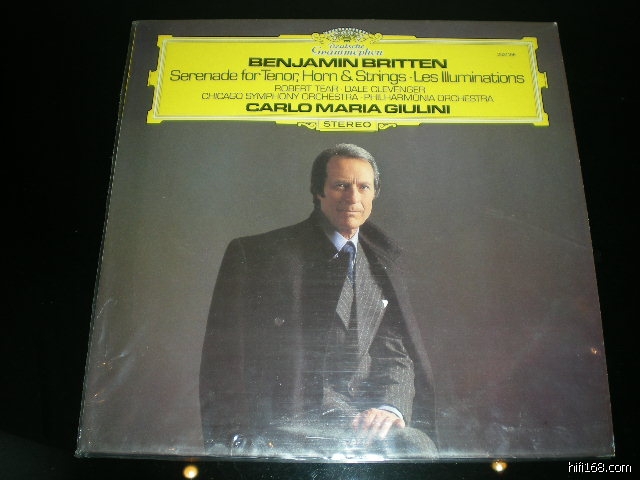 Deutsche
Grammophon
BENJAMIN BRITTEN
Serenade for Tenor, Horn & Strings · Les Illuminations
ROBERT TEAR · DALE CLEVENGER
CHICAGO SYMPHONY ORCHESTRA · PHILHARMONIA ORCHESTRA
CARLO MARIA GIULINI
STEREO
hifi168.com